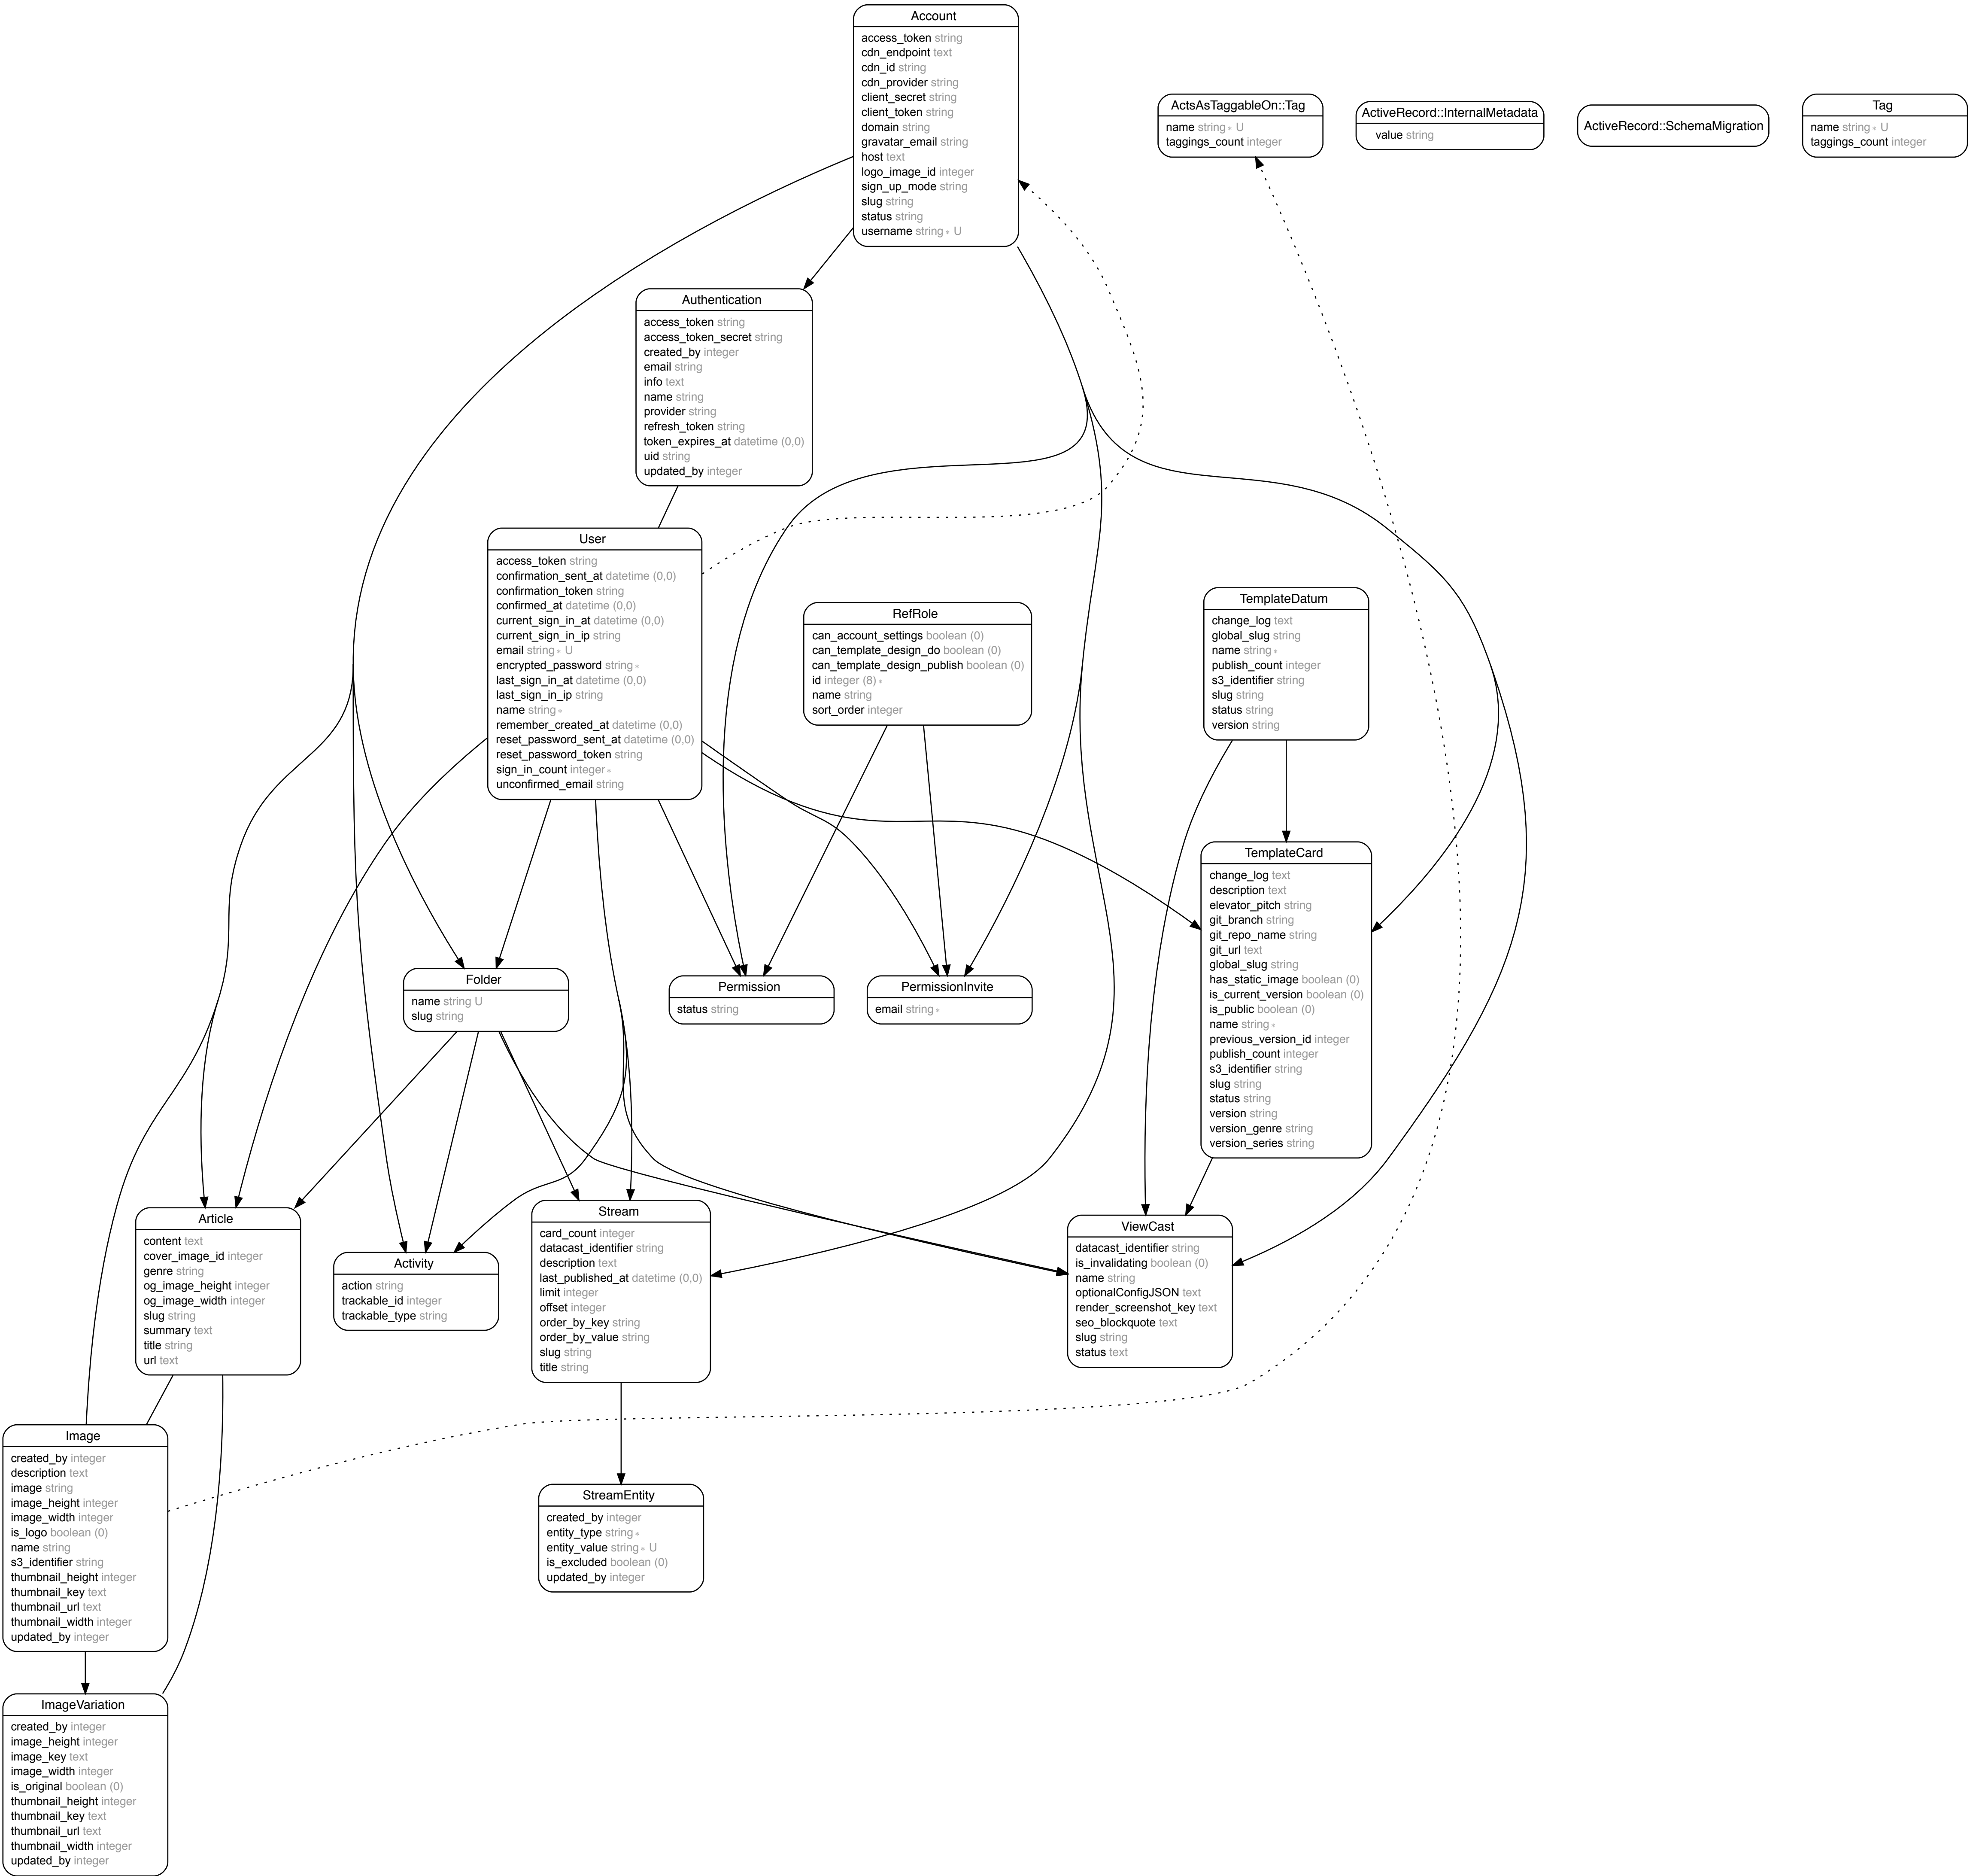 Account
access_token string
cdn_endpoint text
cdn_id string
cdn_provider string
client_secret string
client_token string
domain string
gravatar_email string
host text
logo_image_id integer
sign_up_mode string
slug string
status string
username string ∗ U
ActsAsTaggableOn::Tag
name string ∗ U
taggings_count integer
ActiveRecord::InternalMetadata
value string
ActiveRecord::SchemaMigration
Tag
name string ∗ U
taggings_count integer
Authentication
access_token string
access_token_secret string
created_by integer
email string
info text
name string
provider string
refresh_token string
token_expires_at datetime (0,0)
uid string
updated_by integer
User
access_token string
confirmation_sent_at datetime (0,0)
confirmation_token string
confirmed_at datetime (0,0)
current_sign_in_at datetime (0,0)
current_sign_in_ip string
email string ∗ U
encrypted_password string ∗
last_sign_in_at datetime (0,0)
last_sign_in_ip string
name string ∗
remember_created_at datetime (0,0)
reset_password_sent_at datetime (0,0)
reset_password_token string
sign_in_count integer ∗
unconfirmed_email string
RefRole
can_account_settings boolean (0)
can_template_design_do boolean (0)
can_template_design_publish boolean (0)
id integer (8) ∗
name string
sort_order integer
TemplateDatum
change_log text
global_slug string
name string ∗
publish_count integer
s3_identifier string
slug string
status string
version string
TemplateCard
change_log text
description text
elevator_pitch string
git_branch string
git_repo_name string
git_url text
global_slug string
has_static_image boolean (0)
is_current_version boolean (0)
is_public boolean (0)
name string ∗
previous_version_id integer
publish_count integer
s3_identifier string
slug string
status string
version string
version_genre string
version_series string
Folder
name string U
slug string
Permission
status string
PermissionInvite
email string ∗
Article
content text
cover_image_id integer
genre string
og_image_height integer
og_image_width integer
slug string
summary text
title string
url text
Activity
action string
trackable_id integer
trackable_type string
Stream
card_count integer
datacast_identifier string
description text
last_published_at datetime (0,0)
limit integer
offset integer
order_by_key string
order_by_value string
slug string
title string
ViewCast
datacast_identifier string
is_invalidating boolean (0)
name string
optionalConfigJSON text
render_screenshot_key text
seo_blockquote text
slug string
status text
Image
created_by integer
description text
image string
image_height integer
image_width integer
is_logo boolean (0)
name string
s3_identifier string
thumbnail_height integer
thumbnail_key text
thumbnail_url text
thumbnail_width integer
updated_by integer
StreamEntity
created_by integer
entity_type string ∗
entity_value string ∗ U
is_excluded boolean (0)
updated_by integer
ImageVariation
created_by integer
image_height integer
image_key text
image_width integer
is_original boolean (0)
thumbnail_height integer
thumbnail_key text
thumbnail_url text
thumbnail_width integer
updated_by integer